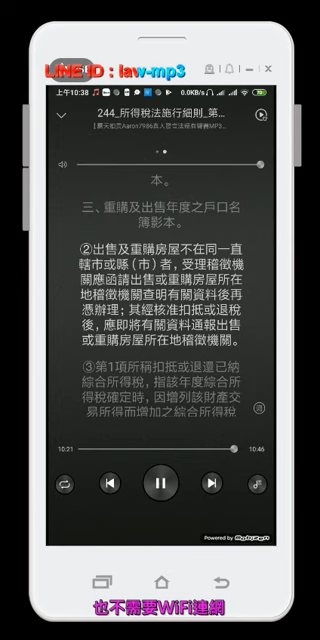 LINE ID：law-mp3
上午10:38
0.0KB/s
244_所得稅法施行細則_第...
本。
三、重購及出售年度之戶口名
簿影本。
②出售及重購房屋不在同一直
轄市或縣（市）者，受理稽徵機
關應函請出售或重購房屋所在
地稽徵機關查明有關資料後再
憑辦理；其經核准扣抵或退稅
後，應即將有關資料通報出售
或重購房屋所在地稽徵機關。
③第1項所稱扣抵或退還已納
綜合所得稅，指該年度綜合所
得稅確定時，因增列該財產交
易所得而增加之綜合所得稅
10:21
10:46
Powered by
也不需要WiFi連網